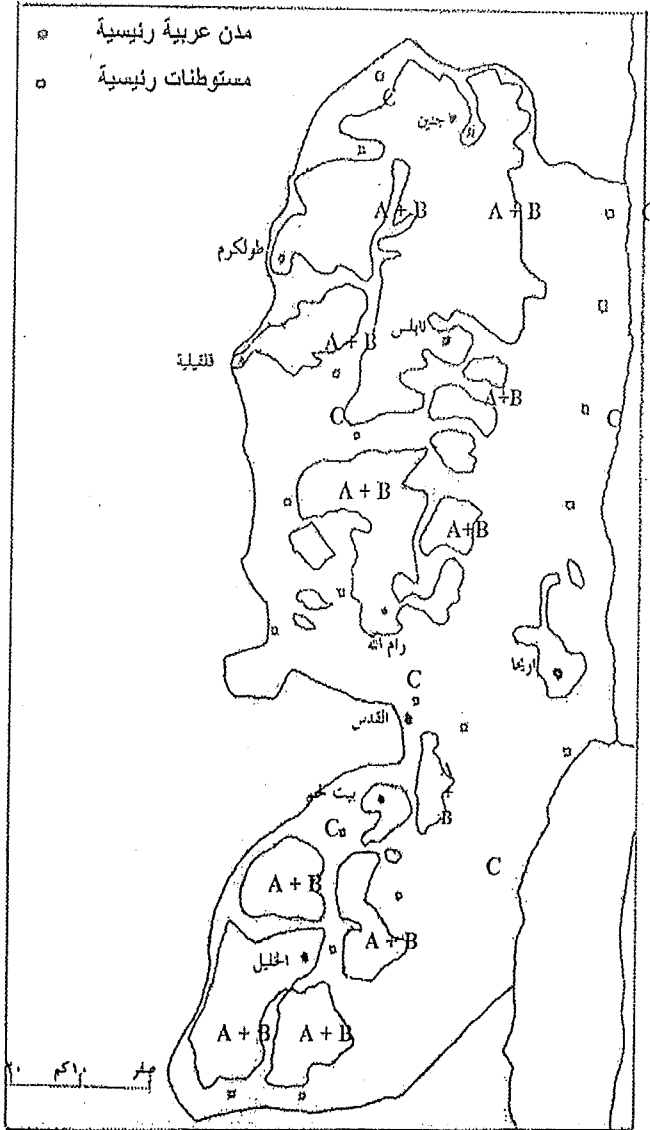 مدن عربية رئيسية
مستوطنات رئيسية
C
جنين
A + B
A + B
C
طولكرم
A + B
نابلس
قلقيلية
A+B
C
C
A + B
A+B
رام الله
اريحا
C
القدس
A + B
بيت لحم
C
C
A + B
A + B
الخليل
A + B
A + B
٢٠ ١٠كم صفر